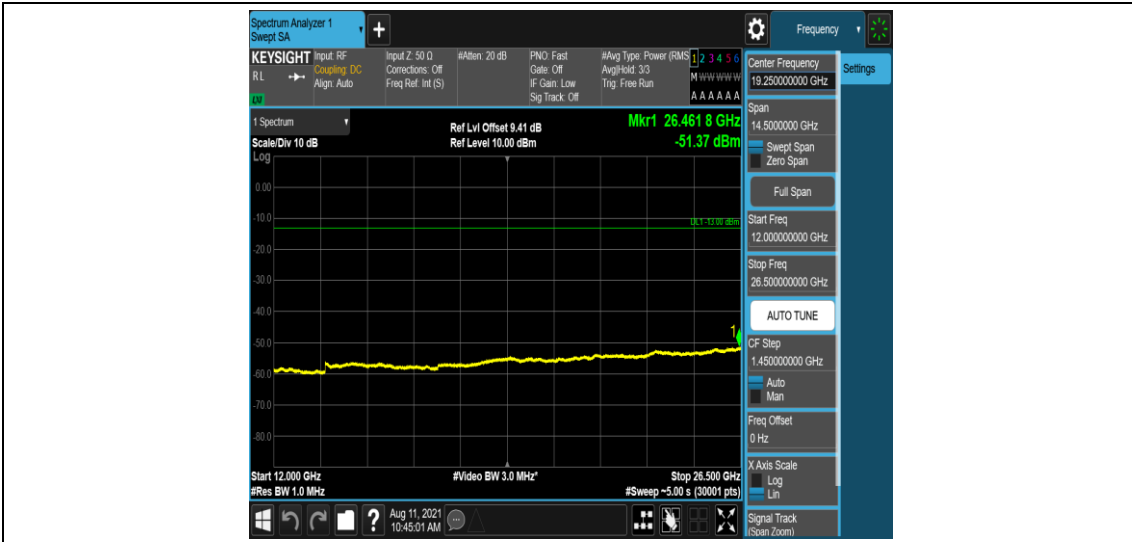 Spectrum Analyzer 1
Swept SA
+
Frequency
KEYSIGHT
RL
Input: RF
Coupling: DC
Align: Auto
Input Z: 50 Ω
Corrections: Off
Freq Ref: Int (S)
#Atten: 20 dB
PNO: Fast
Gate: Off
IF Gain: Low
Sig Track: Off
#Avg Type: Power (RMS
Avg|Hold: 3/3
Trig: Free Run
1 2 3 4 5 6
M W W W W W
A A A A A A
Center Frequency
19.250000000 GHz
Settings
Span
14.5000000 GHz
Swept Span
Zero Span
Full Span
Start Freq
12.000000000 GHz
Stop Freq
26.500000000 GHz
AUTO TUNE
CF Step
1.450000000 GHz
Auto
Man
Freq Offset
0 Hz
X Axis Scale
Log
Lin
Signal Track
(Span Zoom)
1 Spectrum
Scale/Div 10 dB
Log
Ref Lvl Offset 9.41 dB
Ref Level 10.00 dBm
Mkr1 26.461 8 GHz
-51.37 dBm
0.00
-10.0
DL1 -13.00 dBm
-20.0
-30.0
-40.0
1
-50.0
-60.0
-70.0
-80.0
Start 12.000 GHz
#Video BW 3.0 MHz*
Stop 26.500 GHz
#Res BW 1.0 MHz
#Sweep ~5.00 s (30001 pts)
?
Aug 11, 2021
10:45:01 AM